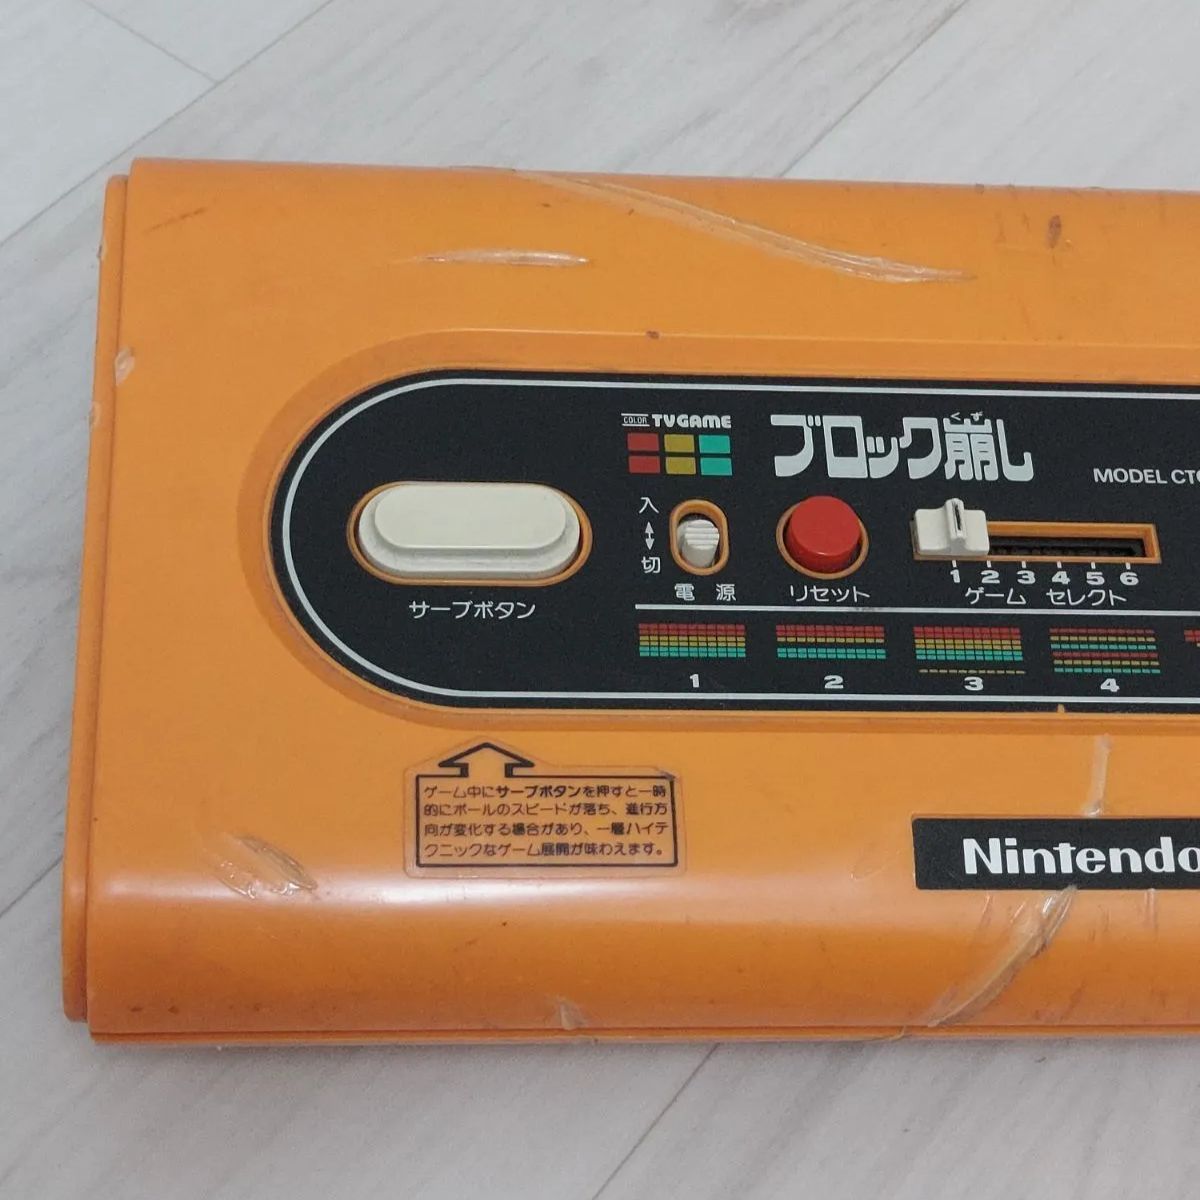 COLOR TVGAME
くず
ブロック崩し
MODEL CT
入
切
電源
リセット
1 2 3 4 5 6
ゲーム セレクト
サーブボタン
1 2 3 4
ゲーム中にサーブボタンを押すと一時
的にボールのスピードが落ち、進行方
向が変化する場合があり、一層ハイテ
クニックなゲーム展開が味わえます。
Nintendo